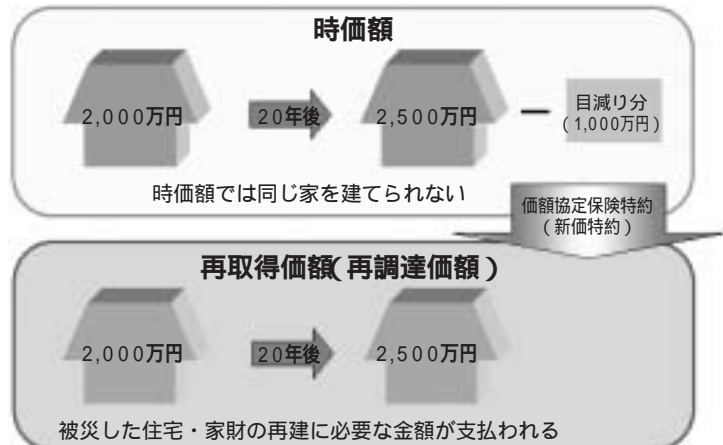 時価額
2,000万円 20年後 2,500万円 ー 目減り分
(1,000万円)
時価額では同じ家を建てられない
価額協定保険特約
(新価特約)
再取得価額(再調達価額)
2,000万円 20年後 2,500万円
被災した住宅・家財の再建に必要な金額が支払われる